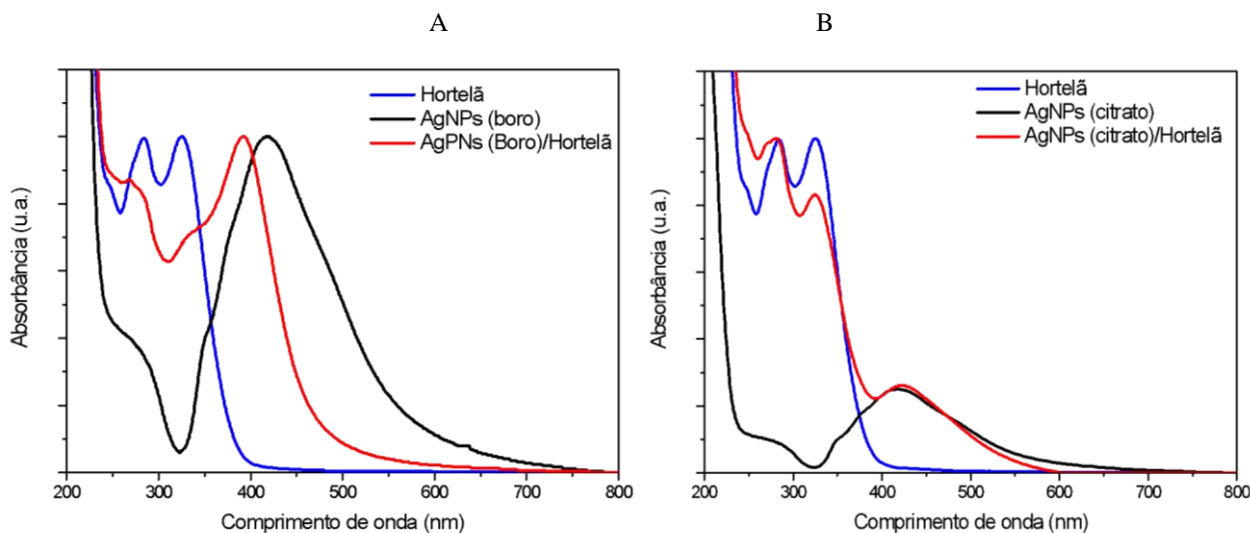 A
B
Hortelã
AgNPs (boro)
AgPNs (Boro)/Hortelã
Absorbância (u.a.)
200 300 400 500 600 700 800
Comprimento de onda (nm)
Hortelã
AgNPs (citrato)
AgNPs (citrato)/Hortelã
Absorbância (u.a.)
200 300 400 500 600 700 800
Comprimento de onda (nm)